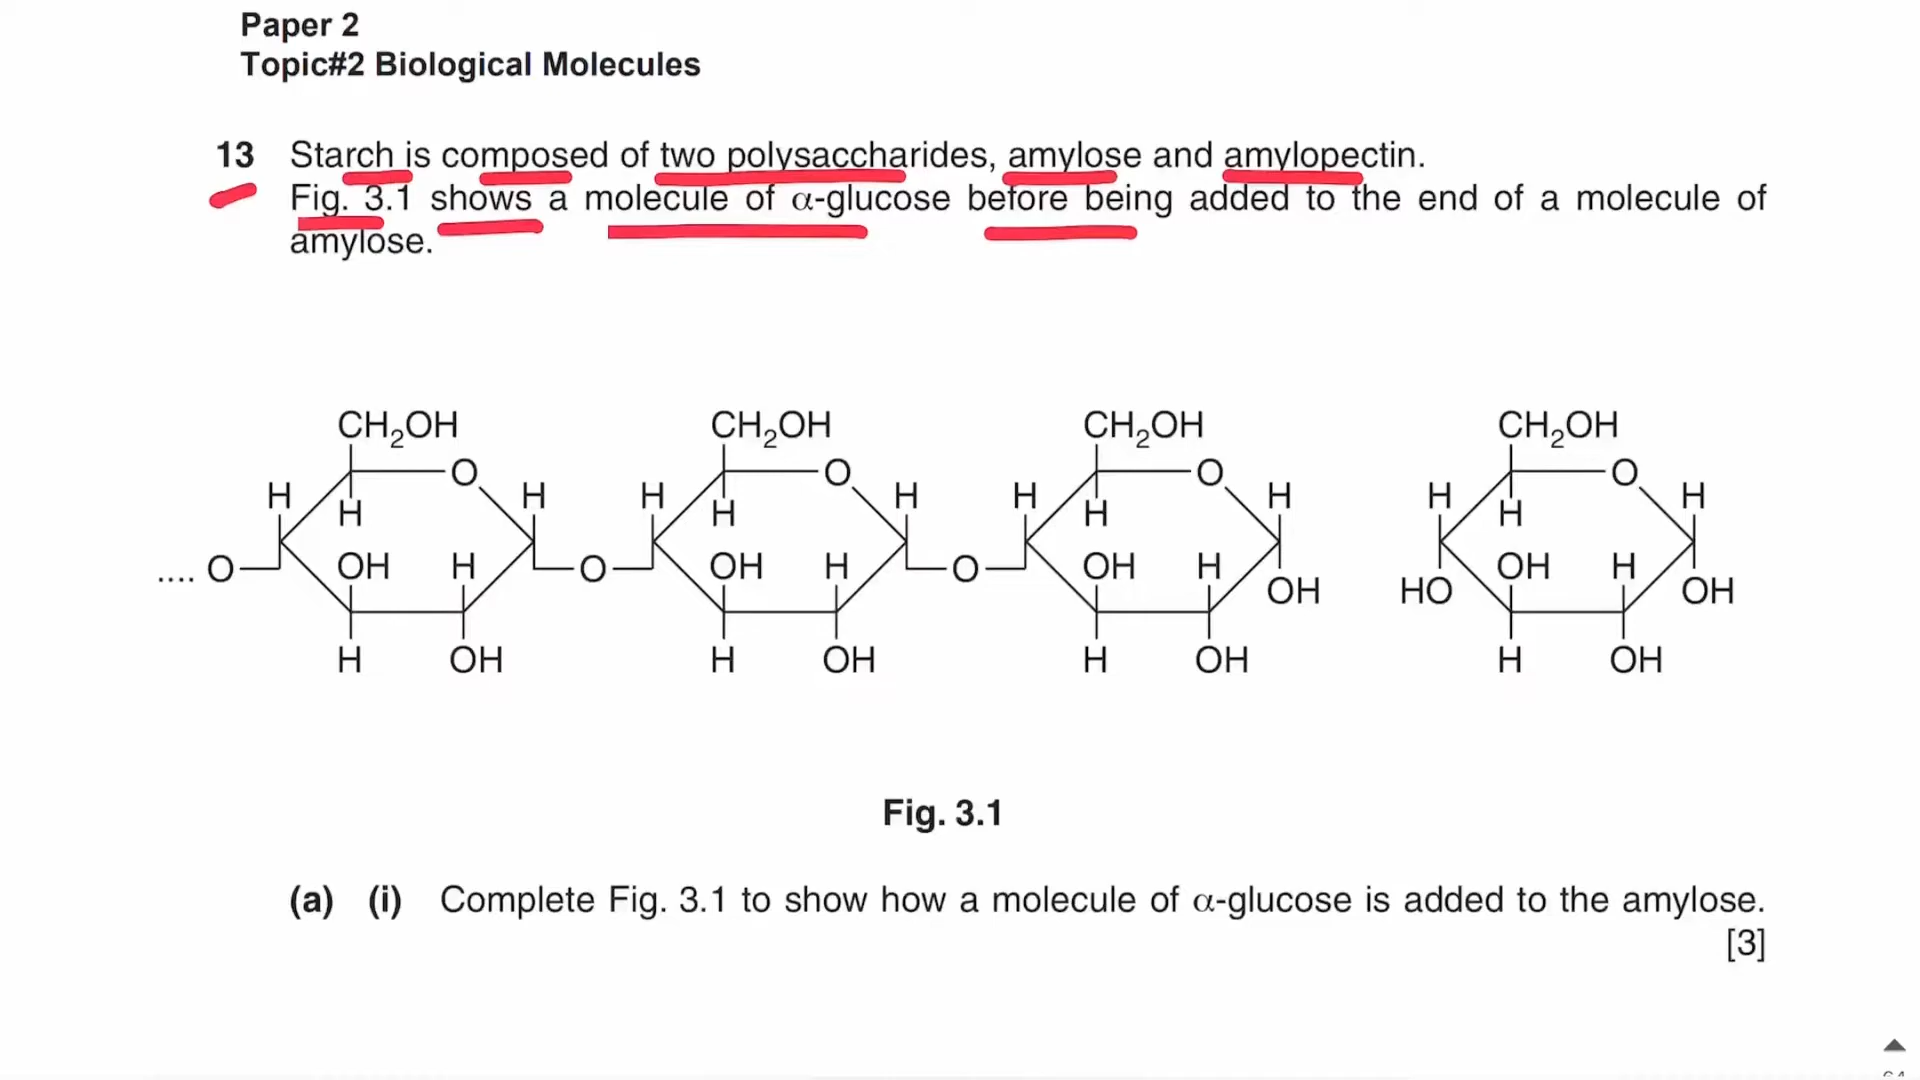 Paper 2
Topic#2 Biological Molecules
13 Starch is composed of two polysaccharides, amylose and amylopectin.
Fig. 3.1 shows a molecule of α-glucose before being added to the end of a molecule of
amylose.
CH₂OH CH₂OH CH₂OH CH₂OH
O O O O
H H H H H H H H
H H H H
.... O OH H O OH H O OH H OH HO OH H OH
H OH H OH H OH H OH
Fig. 3.1
(a) (i) Complete Fig. 3.1 to show how a molecule of α-glucose is added to the amylose.
[3]